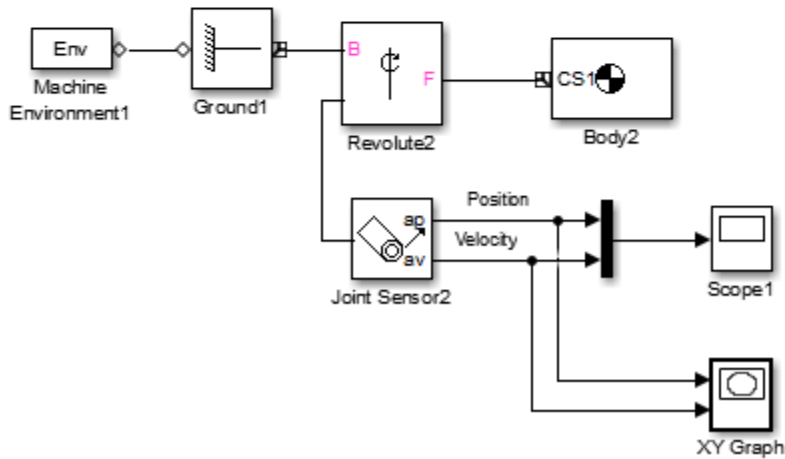 Env
Machine
Environment1
Ground1
B
F
Revolute2
CS1
Body2
ap
av
Joint Sensor2
Position
Velocity
Scope1
XY Graph